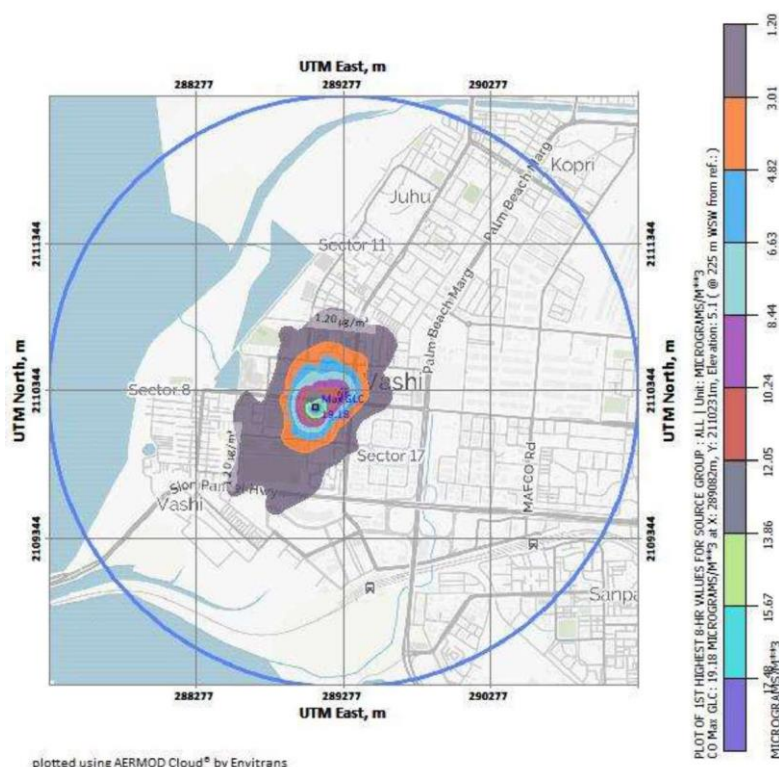 UTM East, m
288277 289277 290277
Kopri
Palm Beach Marg
Juhu
Sector 11
2111344 2111344
Palm Beach Marg
1.20 µg/m³
UTM North, m
UTM North, m
2110344 2110344
Sector 8
Vashi
Max GLC
19.18
1.20 µg/m³
Sector 17
MAFCO Rd
Vashi
2109344 2109344
Sanpa
288277 289277 290277
UTM East, m
plotted using AERMOD Cloud® by Envitrans
PLOT OF 1ST HIGHEST 8-HR VALUES FOR SOURCE GROUP : ALL | Unit: MICROGRAMS/M**3
CO Max GLC: 19.18 MICROGRAMS/M**3 at X: 289082m, Y: 2110231m, Elevation: 5.1 ( @ 225 m WSW from ref.: )
1.20
3.01
4.82
6.63
8.44
10.24
12.05
13.86
15.67
17.48
MICROGRAMS/M**3